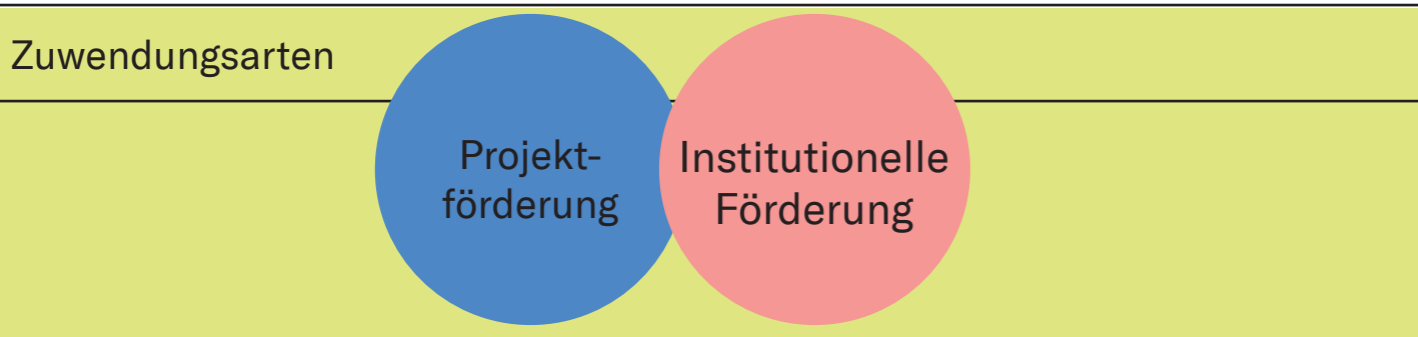 Zuwendungsarten
Projekt-
förderung
Institutionelle
Förderung